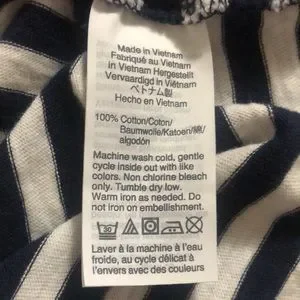 Made in Vietnam
Fabriqué au Vietnam
in Vietnam Hergestellt
Vervaardigd in Viëtnam
ベトナム製
Hecho en Vietnam
100% Cotton/Coton/
Baumwolle/Katoen/綿/
algodón
Machine wash cold, gentle
cycle inside out with like
colors. Non chlorine bleach
only. Tumble dry low.
Warm iron as needed. Do
not iron on embellishment.
30
Laver à la machine à l'eau
froide, au cycle délicat à
l'envers avec des couleurs